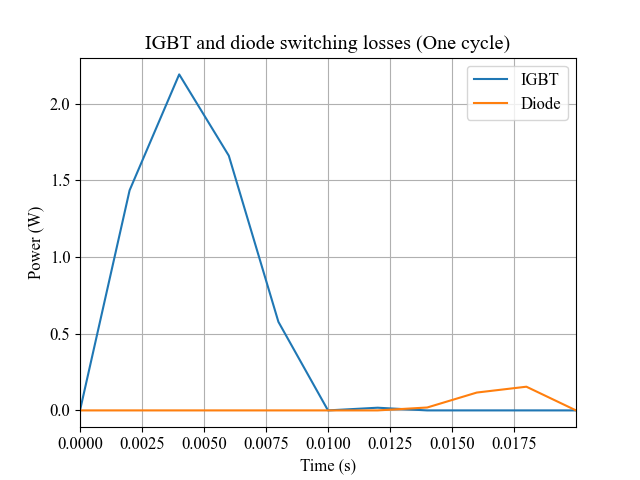 IGBT and diode switching losses (One cycle)
IGBT
Diode
Power (W)
2.0
1.5
1.0
0.5
0.0
0.0000 0.0025 0.0050 0.0075 0.0100 0.0125 0.0150 0.0175
Time (s)